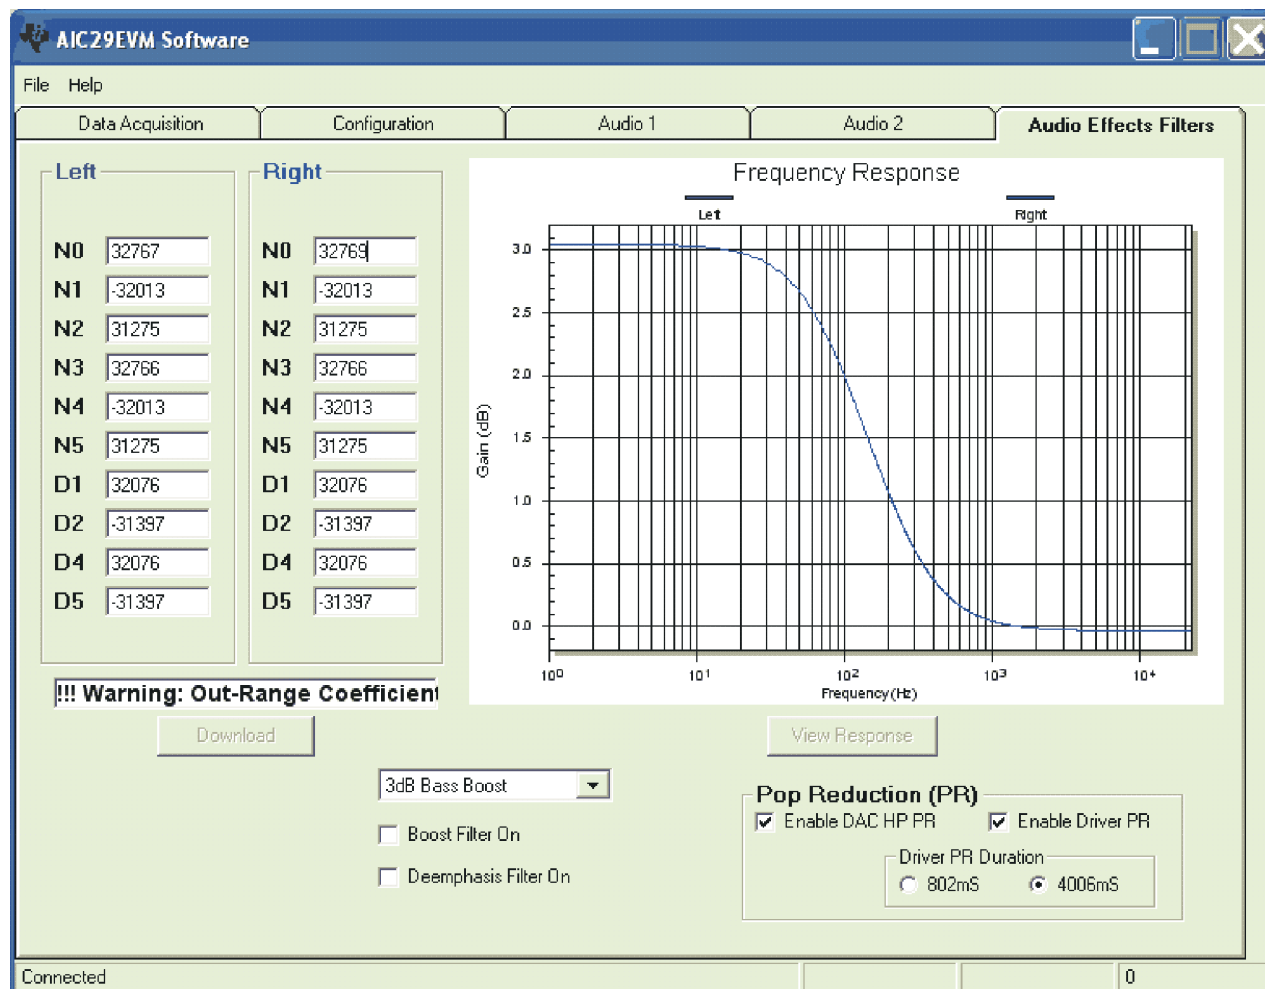 AIC29EVM Software
File Help
Data Acquisition Configuration Audio 1 Audio 2 Audio Effects Filters
Left Right
N0 32767 N0 32769
N1 -32013 N1 -32013
N2 31275 N2 31275
N3 32766 N3 32766
N4 -32013 N4 -32013
N5 31275 N5 31275
D1 32076 D1 32076
D2 -31397 D2 -31397
D4 32076 D4 32076
D5 -31397 D5 -31397
!!! Warning: Out-Range Coefficient
Download
Frequency Response
Left Right
Gain (dB)
3.0
2.5
2.0
1.5
1.0
0.5
0.0
10⁰ 10¹ 10² 10³ 10⁴
Frequency (Hz)
View Response
3dB Bass Boost
Boost Filter On
Deemphasis Filter On
Pop Reduction (PR)
Enable DAC HP PR Enable Driver PR
Driver PR Duration
802mS 4006mS
Connected 0